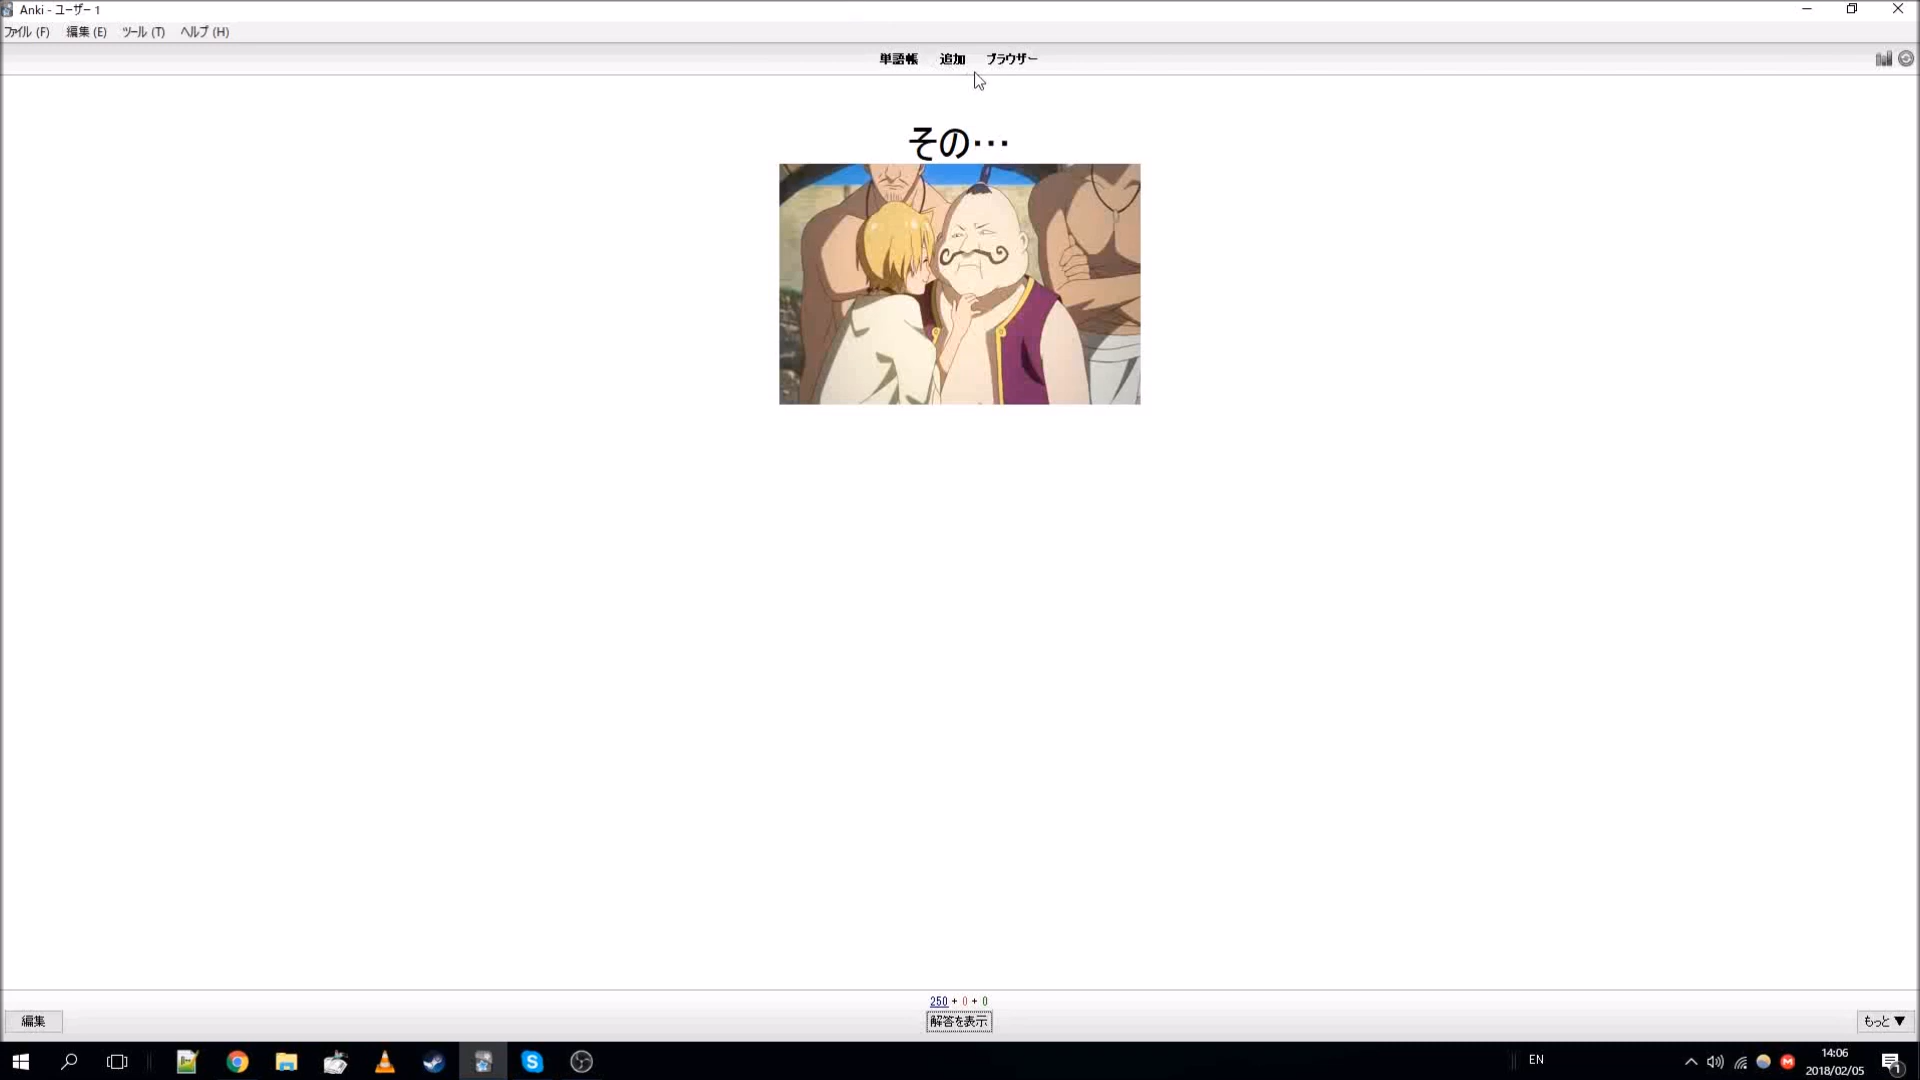 Anki - ユーザー 1
ファイル (F) 編集 (E) ツール (T) ヘルプ (H)
単語帳 追加 ブラウザー
その…
250 + 0 + 0
編集 解答を表示 もっと ▼
EN
14:06
2018/02/05
1